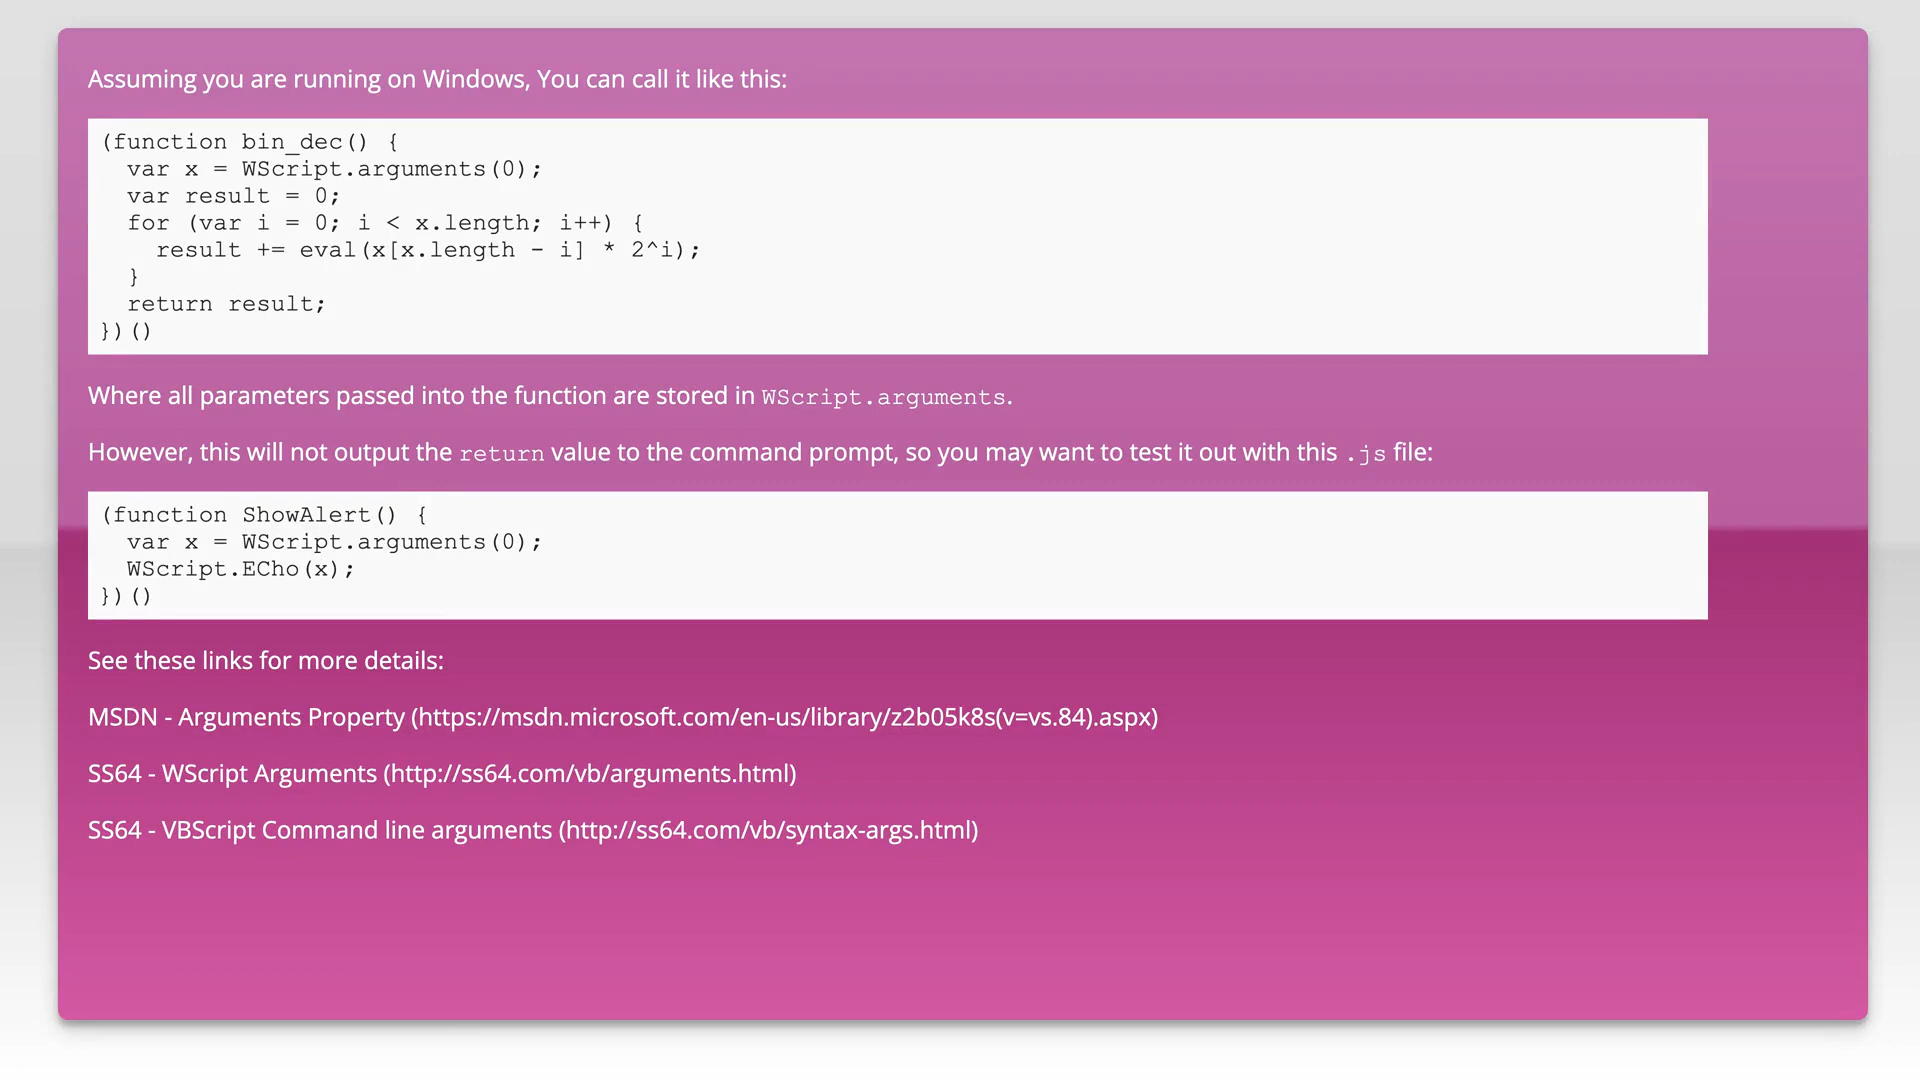 Assuming you are running on Windows, You can call it like this:
(function bin_dec() {
  var x = WScript.arguments(0);
  var result = 0;
  for (var i = 0; i < x.length; i++) {
    result += eval(x[x.length - i] * 2^i);
  }
  return result;
})()
Where all parameters passed into the function are stored in WScript.arguments.
However, this will not output the return value to the command prompt, so you may want to test it out with this .js file:
(function ShowAlert() {
  var x = WScript.arguments(0);
  WScript.ECho(x);
})()
See these links for more details:
MSDN - Arguments Property (https://msdn.microsoft.com/en-us/library/z2b05k8s(v=vs.84).aspx)
SS64 - WScript Arguments (http://ss64.com/vb/arguments.html)
SS64 - VBScript Command line arguments (http://ss64.com/vb/syntax-args.html)